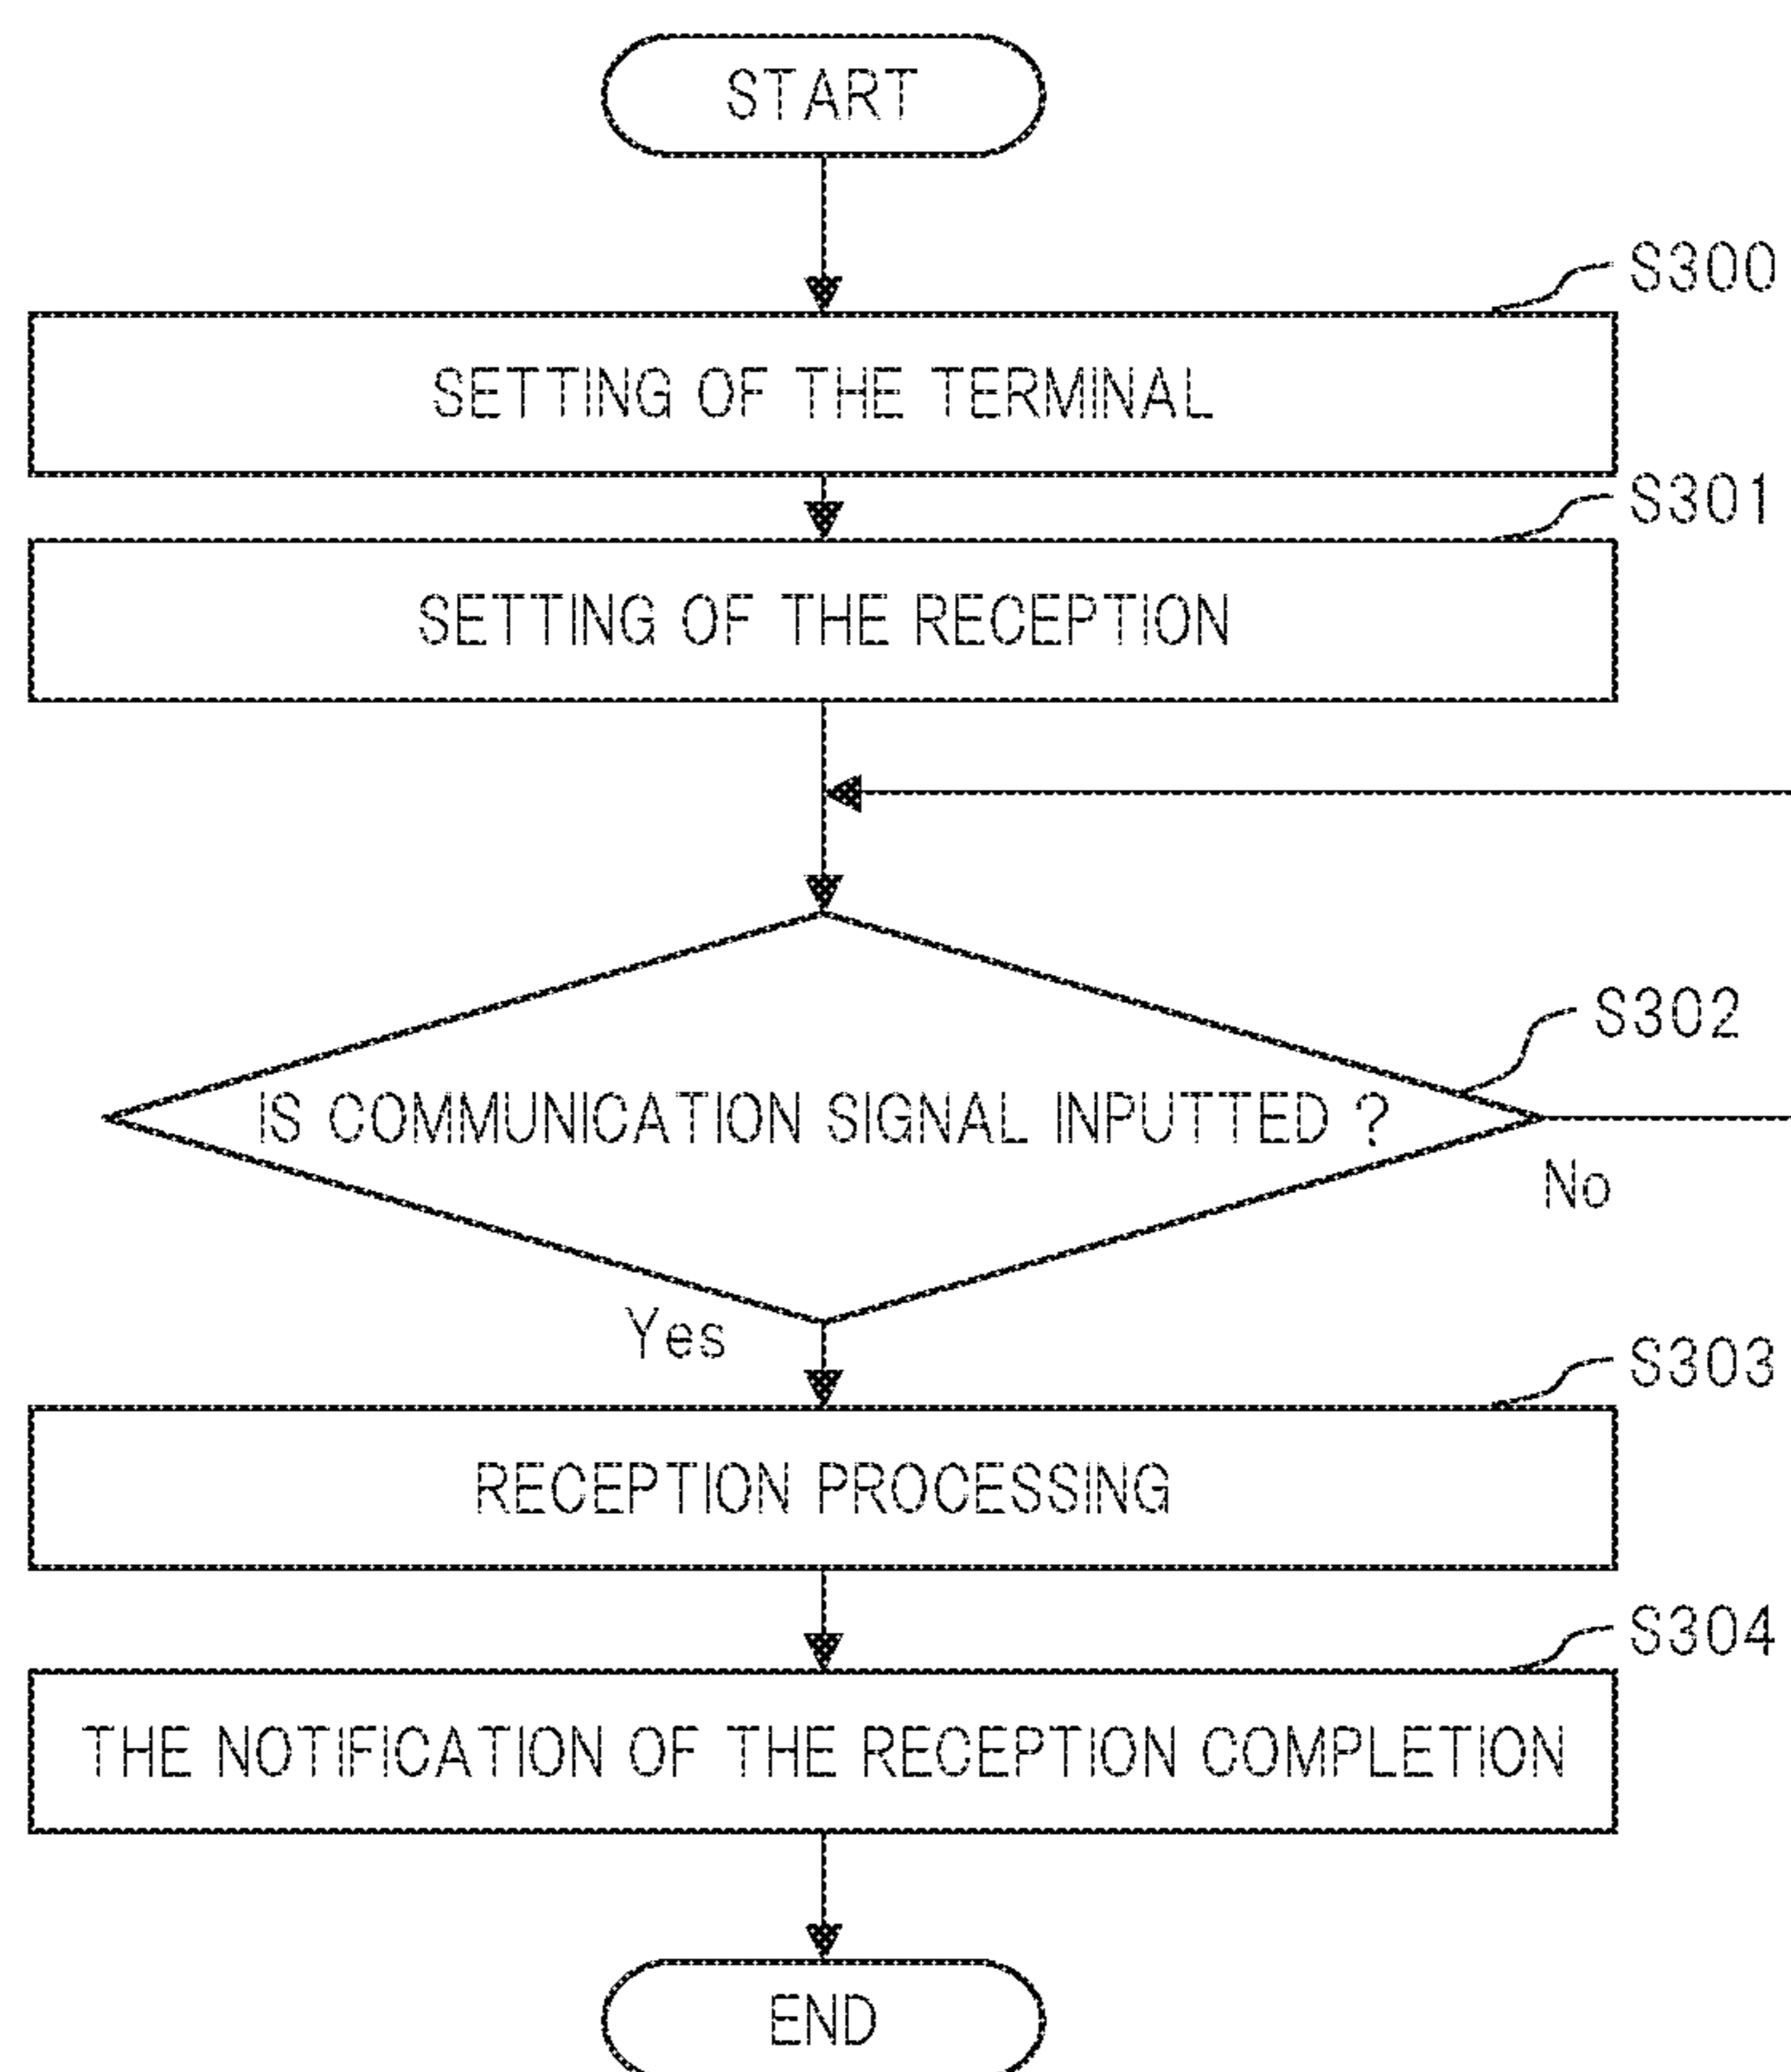 START
S300
SETTING OF THE TERMINAL
S301
SETTING OF THE RECEPTION
S302
IS COMMUNICATION SIGNAL INPUTTED ?
No
Yes
S303
RECEPTION PROCESSING
S304
THE NOTIFICATION OF THE RECEPTION COMPLETION
END